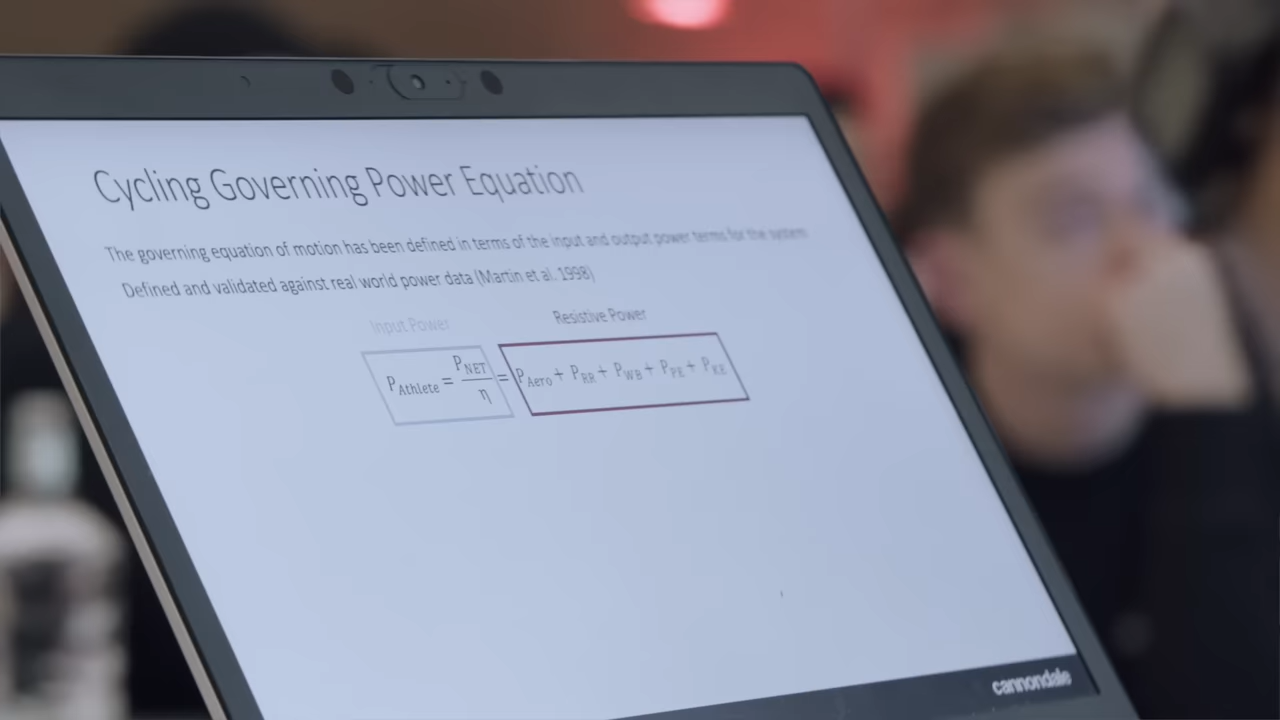 Cycling Governing Power Equation
The governing equation of motion has been defined in terms of the input and output power terms for the system
Defined and validated against real world power data (Martin et al. 1998)
Input Power
Resistive Power
P_Athlete = P_NET / η = P_Aero + P_RR + P_WB + P_PE + P_KE
cannondale